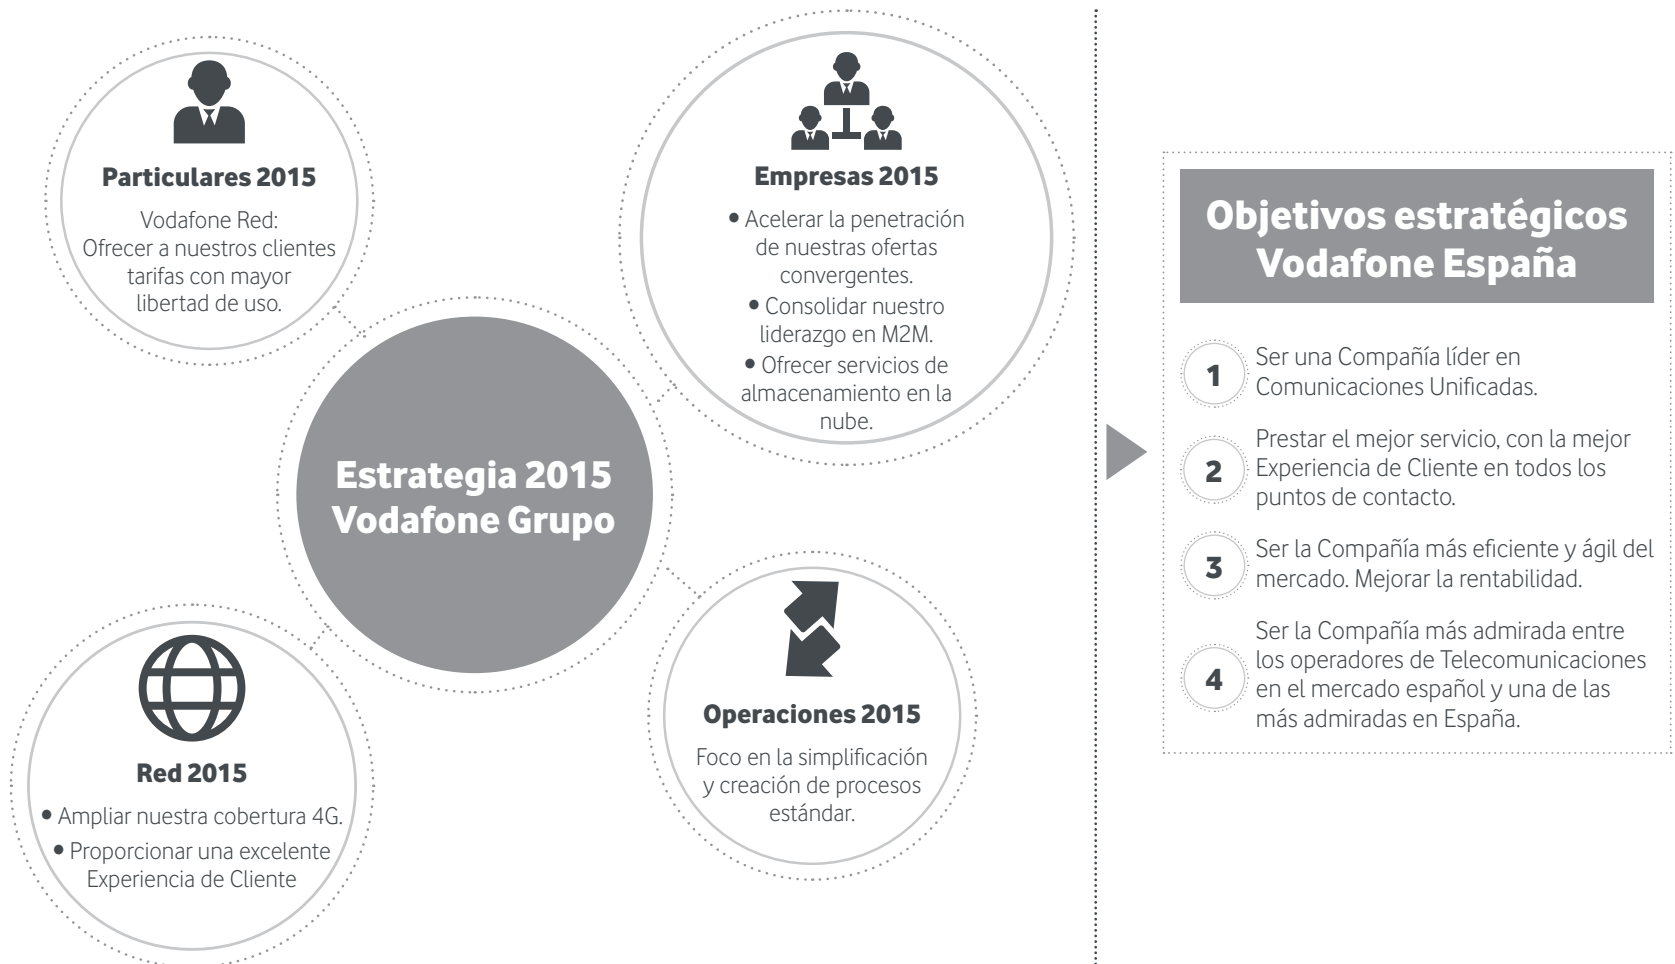 Particulares 2015
Vodafone Red:
Ofrecer a nuestros clientes
tarifas con mayor
libertad de uso.
Empresas 2015
• Acelerar la penetración
de nuestras ofertas
convergentes.
• Consolidar nuestro
liderazgo en M2M.
• Ofrecer servicios de
almacenamiento en la
nube.
Estrategia 2015
Vodafone Grupo
Red 2015
• Ampliar nuestra cobertura 4G.
• Proporcionar una excelente
Experiencia de Cliente
Operaciones 2015
Foco en la simplificación
y creación de procesos
estándar.
Objetivos estratégicos
Vodafone España
1
Ser una Compañía líder en
Comunicaciones Unificadas.
2
Prestar el mejor servicio, con la mejor
Experiencia de Cliente en todos los
puntos de contacto.
3
Ser la Compañía más eficiente y ágil del
mercado. Mejorar la rentabilidad.
4
Ser la Compañía más admirada entre
los operadores de Telecomunicaciones
en el mercado español y una de las
más admiradas en España.